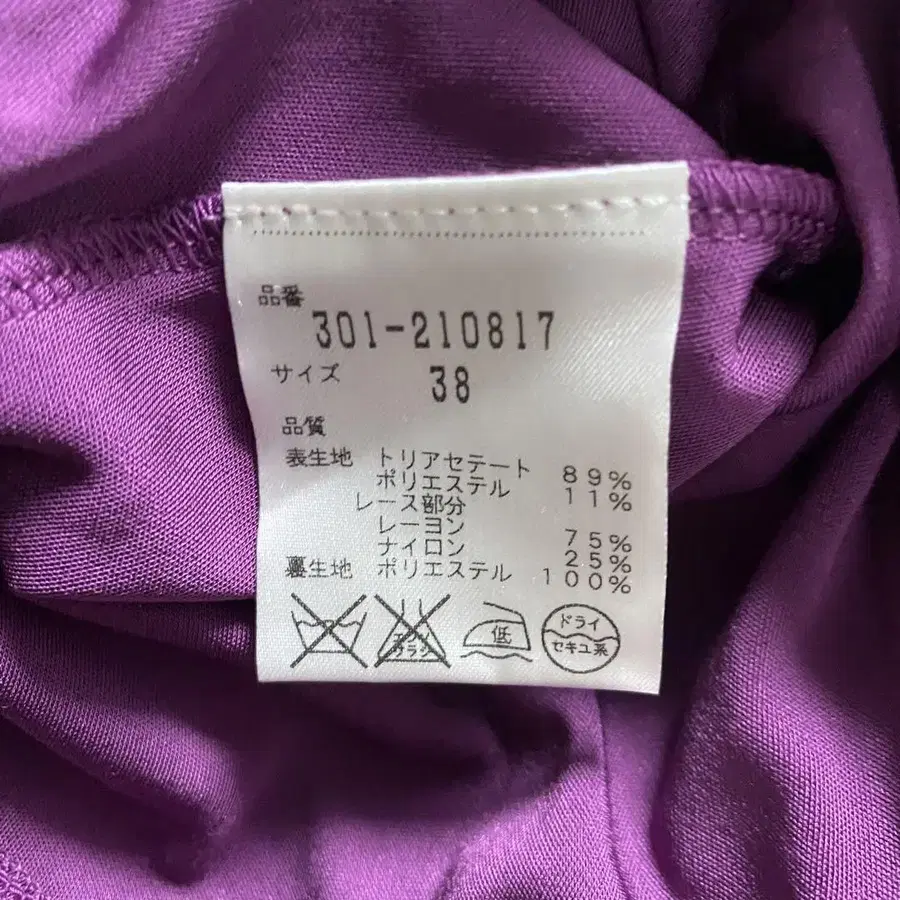 品番
301-210817
サイズ 38
品質
表生地 トリアセテート 89%
ポリエステル 11%
レース部分
レーヨン 75%
ナイロン 25%
裏生地 ポリエステル 100%
エンソ サラシ 低 ドライ セキユ系